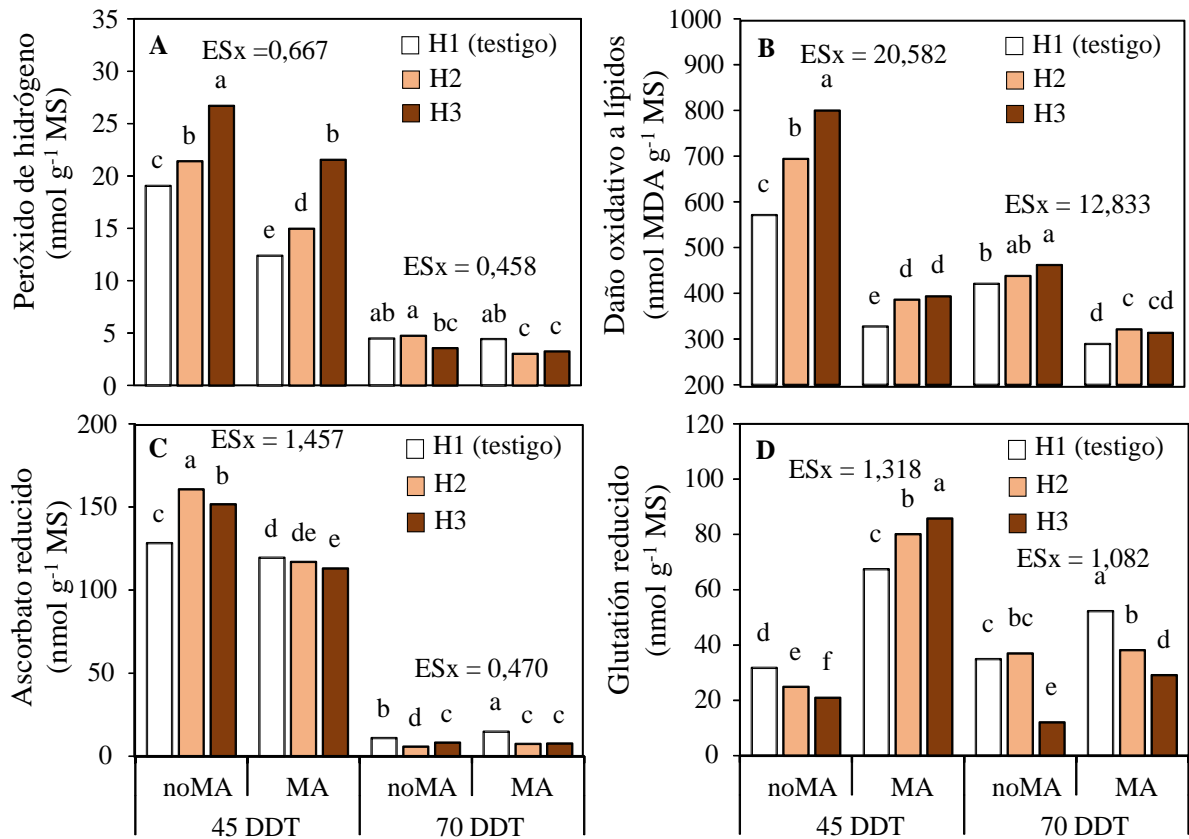 A
ESx =0,667
H1 (testigo)
H2
H3
Peróxido de hidrógeno
(nmol g-1 MS)
35
30
25
20
15
10
5
0
c b a
e d b
ESx = 0,458
ab a bc
ab c c
B
ESx = 20,582
H1 (testigo)
H2
H3
Daño oxidativo a lípidos
(nmol MDA g-1 MS)
1000
900
800
700
600
500
400
300
200
c b a
e d d
ESx = 12,833
b ab a
d c cd
C
ESx = 1,457
H1 (testigo)
H2
H3
Ascorbato reducido
(nmol g-1 MS)
200
150
100
50
0
c a b
d de e
ESx = 0,470
b d c
a c c
noMA MA noMA MA
45 DDT 70 DDT
D
ESx = 1,318
H1 (testigo)
H2
H3
Glutatión reducido
(nmol g-1 MS)
120
100
80
60
40
20
0
d e f
c b a
ESx = 1,082
c bc e
a b d
noMA MA noMA MA
45 DDT 70 DDT